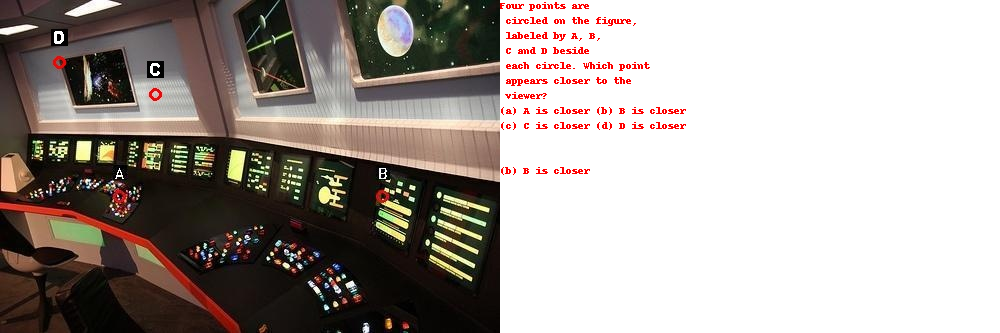 Four points are
circled on the figure,
labeled by A, B,
C and D beside
each circle. Which point
appears closer to the
viewer?
(a) A is closer (b) B is closer
(c) C is closer (d) D is closer
(b) B is closer
D
C
A
B